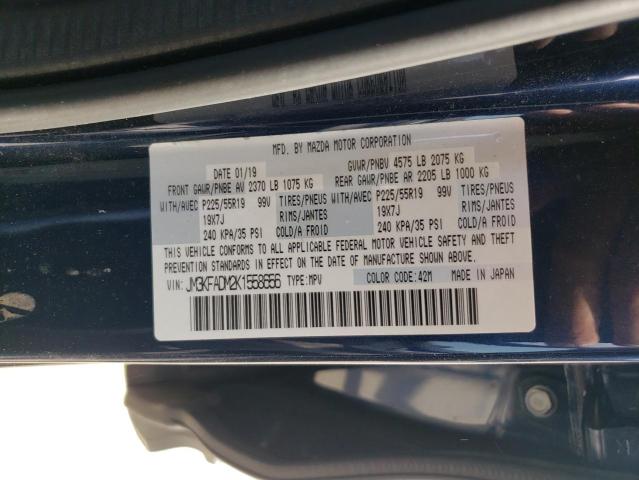 MFD. BY MAZDA MOTOR CORPORATION
DATE 01/19 GVWR/PNBV 4575 LB 2075 KG
FRONT GAWR/PNBE AV 2370 LB 1075 KG REAR GAWR/PNBE AR 2205 LB 1000 KG
WITH/AVEC P225/55R19 99V TIRES/PNEUS WITH/AVEC P225/55R19 99V TIRES/PNEUS
19X7J RIMS/JANTES 19X7J RIMS/JANTES
240 KPA/35 PSI COLD/A FROID 240 KPA/35 PSI COLD/A FROID
THIS VEHICLE CONFORMS TO ALL APPLICABLE FEDERAL MOTOR VEHICLE SAFETY AND THEFT
PREVENTION STANDARDS IN EFFECT ON THE DATE OF MANUFACTURE SHOWN ABOVE.
VIN: JM3KFADM2K1558656 TYPE: MPV COLOR CODE: 42M MADE IN JAPAN